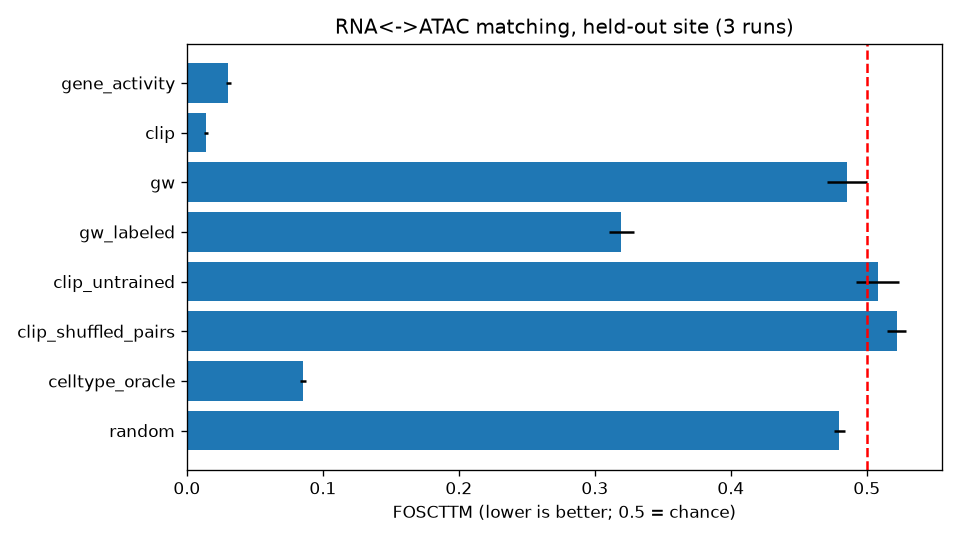 RNA<->ATAC matching, held-out site (3 runs)
gene_activity
clip
gw
gw_labeled
clip_untrained
clip_shuffled_pairs
celltype_oracle
random
0.0 0.1 0.2 0.3 0.4 0.5
FOSCTTM (lower is better; 0.5 = chance)